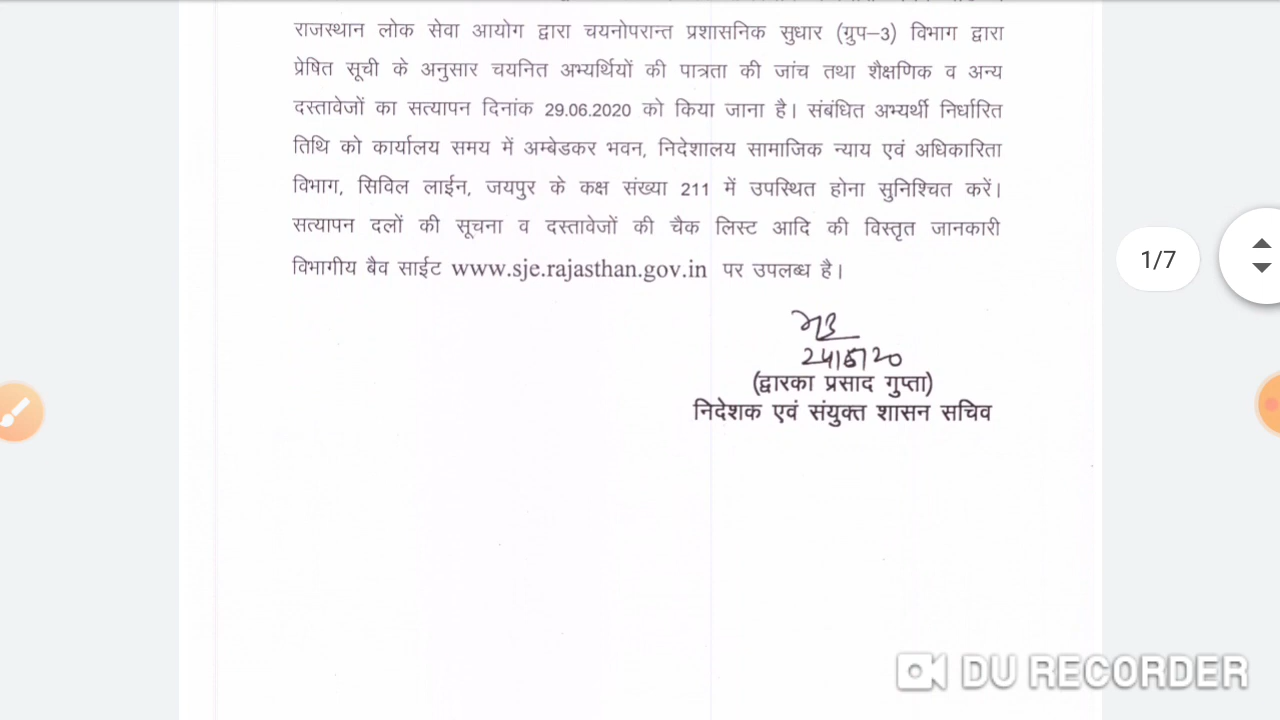 राजस्थान लोक सेवा आयोग द्वारा चयनोपरान्त प्रशासनिक सुधार (ग्रुप–3) विभाग द्वारा
प्रेषित सूची के अनुसार चयनित अभ्यर्थियों की पात्रता की जांच तथा शैक्षणिक व अन्य
दस्तावेजों का सत्यापन दिनांक 29.06.2020 को किया जाना है। संबंधित अभ्यर्थी निर्धारित
तिथि को कार्यालय समय में अम्बेडकर भवन, निदेशालय सामाजिक न्याय एवं अधिकारिता
विभाग, सिविल लाईन, जयपुर के कक्ष संख्या 211 में उपस्थित होना सुनिश्चित करें।
सत्यापन दलों की सूचना व दस्तावेजों की चैक लिस्ट आदि की विस्तृत जानकारी
विभागीय बैव साईट www.sje.rajasthan.gov.in पर उपलब्ध है।
1/7
(द्वारका प्रसाद गुप्ता)
निदेशक एवं संयुक्त शासन सचिव
DU RECORDER